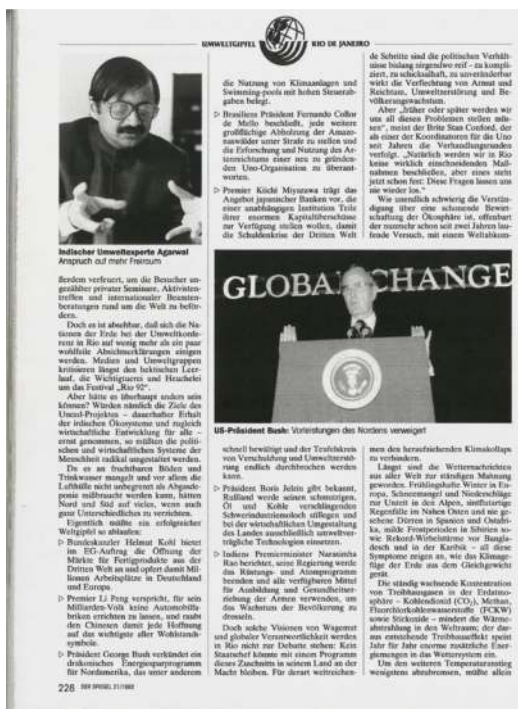 UMWELTGIPFEL RIO DE JANEIRO
Indischer Umweltexperte Agarwal
Anspruch auf mehr Freiraum
ßerdem verfeuert, um die Besucher un-
gezählter privater Seminare, Aktivisten-
treffen und internationaler Beamten-
beratungen rund um die Welt zu beför-
dern.
Doch es ist absehbar, daß sich die Na-
tionen der Erde bei der Umweltkonfe-
renz in Rio auf wenig mehr als ein paar
wohlfeile Absichtserklärungen einigen
werden. Medien und Umweltgruppen
kritisieren längst den hektischen Leer-
lauf, die Wichtigtuerei und Heuchelei
um das Festival „Rio 92“.
Aber hätte es überhaupt anders sein
können? Würden nämlich die Ziele des
Unced-Projektes – dauerhafter Erhalt
der irdischen Ökosysteme und zugleich
wirtschaftliche Entwicklung für alle –
ernst genommen, so müßten die politi-
schen und wirtschaftlichen Systeme der
Menschheit radikal umgestaltet werden.
Da es an fruchtbaren Böden und
Trinkwasser mangelt und vor allem die
Lufthülle nicht unbegrenzt als Abgasde-
ponie mißbraucht werden kann, hätten
Nord und Süd auf vieles, wenn auch
ganz Unterschiedliches zu verzichten.
Eigentlich müßte ein erfolgreicher
Weltgipfel so ablaufen:
▷ Bundeskanzler Helmut Kohl bietet
im EG-Auftrag die Öffnung der
Märkte für Fertigprodukte aus der
Dritten Welt an und opfert damit Mil-
lionen Arbeitsplätze in Deutschland
und Europa.
▷ Premier Li Peng verspricht, für sein
Milliarden-Volk keine Automobilfa-
briken errichten zu lassen, und raubt
den Chinesen damit jede Hoffnung
auf das wichtigste aller Wohlstands-
symbole.
▷ Präsident George Bush verkündet ein
drakonisches Energiesparprogramm
für Nordamerika, das unter anderem
die Nutzung von Klimaanlagen und
Swimming-pools mit hohen Steuerab-
gaben belegt.
▷ Brasiliens Präsident Fernando Collor
de Mello beschließt, jede weitere
großflächige Abholzung der Amazo-
naswälder unter Strafe zu stellen und
die Erforschung und Nutzung des Ar-
tenreichtums einer neu zu gründen-
den Uno-Organisation zu überant-
worten.
▷ Premier Kiichi Miyazawa trägt das
Angebot japanischer Banken vor, die
einer unabhängigen Institution Teile
ihrer enormen Kapitalüberschüsse
zur Verfügung stellen wollen, damit
die Schuldenkrise der Dritten Welt
de Schritte sind die politischen Verhält-
nisse bislang nirgendwo reif – zu kompli-
ziert, zu schicksalhaft, zu unveränderbar
wirkt die Verflechtung von Armut und
Reichtum, Umweltzerstörung und Be-
völkerungswachstum.
Aber „früher oder später werden wir
uns all diesen Problemen stellen müs-
sen“, meint der Brite Stan Conford, der
als einer der Koordinatoren für die Uno
seit Jahren die Verhandlungsrunden
verfolgt. „Natürlich werden wir in Rio
keine wirklich einschneidenden Maß-
nahmen beschließen, aber eines steht
jetzt schon fest: Diese Fragen lassen uns
nie wieder los.“
Wie unendlich schwierig die Verstän-
digung über eine schonende Bewirt-
schaftung der Ökosphäre ist, offenbart
der nunmehr schon seit zwei Jahren lau-
fende Versuch, mit einem Weltabkom-
GLOBAL CHANGE
US-Präsident Bush: Vorleistungen des Nordens verweigert
schnell bewältigt und der Teufelskreis
von Verschuldung und Umweltzerstö-
rung endlich durchbrochen werden
kann.
▷ Präsident Boris Jelzin gibt bekannt,
Rußland werde seinen schmutzigen,
Öl und Kohle verschlingenden
Schwerindustriemoloch stillegen und
bei der wirtschaftlichen Umgestaltung
des Landes ausschließlich umweltver-
trägliche Technologien einsetzen.
▷ Indiens Premierminister Narasimha
Rao berichtet, seine Regierung werde
das Rüstungs- und Atomprogramm
beenden und alle verfügbaren Mittel
für Ausbildung und Gesundheitser-
ziehung der Armen verwenden, um
das Wachstum der Bevölkerung zu
drosseln.
Doch solche Visionen von Wagemut
und globaler Verantwortlichkeit werden
in Rio nicht zur Debatte stehen: Kein
Staatschef könnte mit einem Programm
dieses Zuschnitts in seinem Land an der
Macht bleiben. Für derart weitreichen-
men den heraufziehenden Klimakollaps
zu verhindern.
Längst sind die Wetternachrichten
aus aller Welt zur ständigen Mahnung
geworden. Frühlingshafte Winter in Eu-
ropa, Schneemangel und Niederschläge
zur Unzeit in den Alpen, sintflutartige
Regenfälle im Nahen Osten und nie ge-
sehene Dürren in Spanien und Ostafri-
ka, milde Frostperioden in Sibirien so-
wie Rekord-Wirbelstürme vor Bangla-
desch und in der Karibik – all diese
Symptome zeigen an, wie das Klimage-
füge der Erde aus dem Gleichgewicht
gerät.
Die ständig wachsende Konzentration
von Treibhausgasen in der Erdatmo-
sphäre – Kohlendioxid (CO₂), Methan,
Fluorchlorkohlenwasserstoffe (FCKW)
sowie Stickoxide – mindert die Wärme-
abstrahlung in den Weltraum; der dar-
aus entstehende Treibhauseffekt speist
Jahr für Jahr enorme zusätzliche Ener-
giemengen in das Wettersystem ein.
Um den weiteren Temperaturanstieg
wenigstens abzubremsen, müßte allein
226 DER SPIEGEL 21/1992